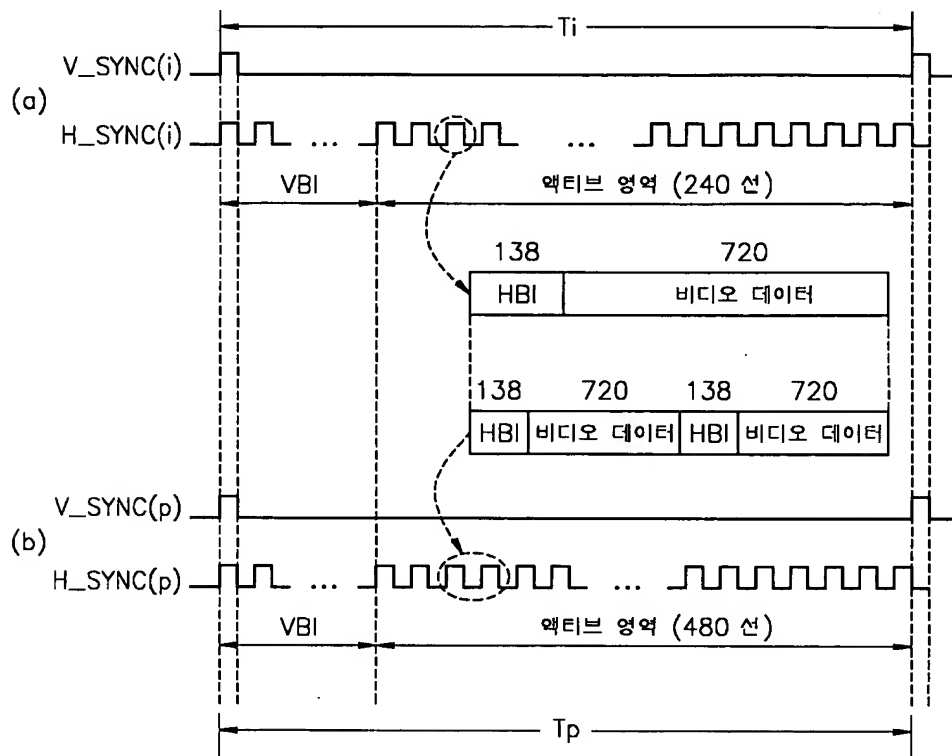 Ti
V_SYNC(i)
(a)
H_SYNC(i)
... ...
VBI 액티브 영역 (240 선)
138 720
HBI 비디오 데이터
138 720 138 720
HBI 비디오 데이터 HBI 비디오 데이터
V_SYNC(p)
(b)
H_SYNC(p)
... ...
VBI 액티브 영역 (480 선)
Tp